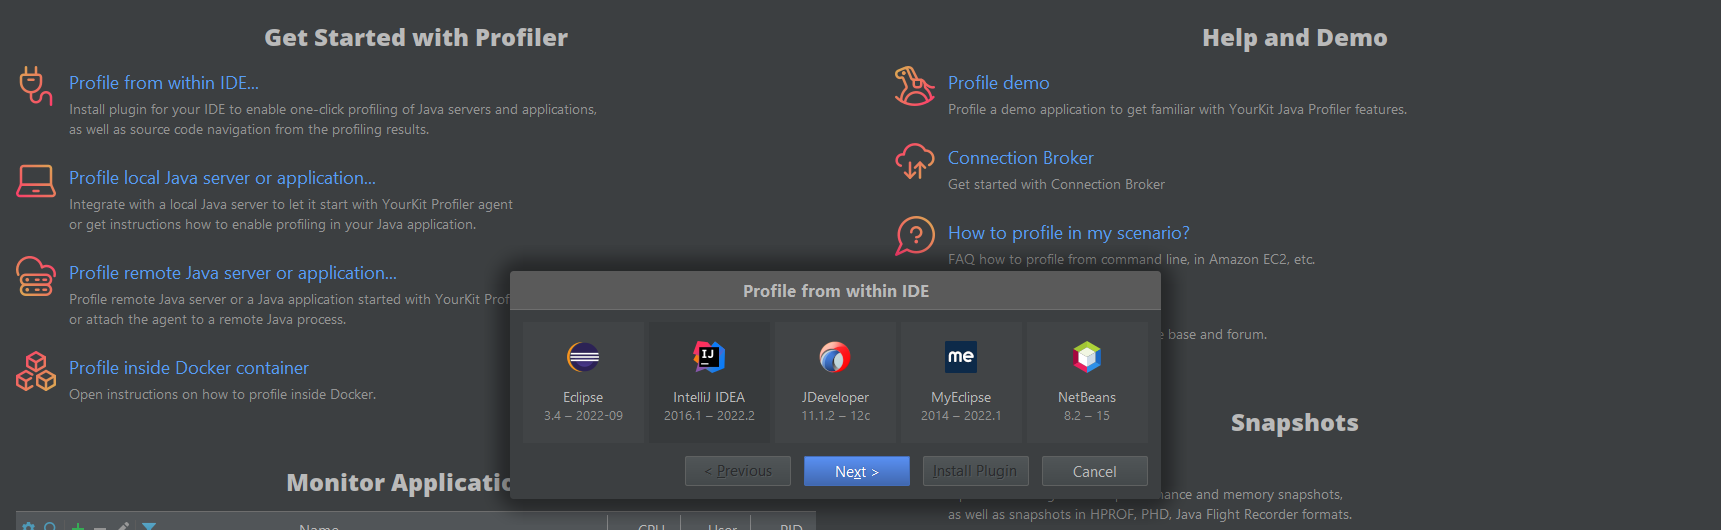 Get Started with Profiler
Profile from within IDE...
Install plugin for your IDE to enable one-click profiling of Java servers and applications,
as well as source code navigation from the profiling results.
Profile local Java server or application...
Integrate with a local Java server to let it start with YourKit Profiler agent
or get instructions how to enable profiling in your Java application.
Profile remote Java server or application...
Profile remote Java server or a Java application started with YourKit
or attach the agent to a remote Java process.
Profile inside Docker container
Open instructions on how to profile inside Docker.
Monitor
Name CPU User PID
Help and Demo
Profile demo
Profile a demo application to get familiar with YourKit Java Profiler features.
Connection Broker
Get started with Connection Broker
How to profile in my scenario?
FAQ how to profile from command line, in Amazon EC2, etc.
base and forum.
Snapshots
and memory snapshots,
as well as snapshots in HPROF, PHD, Java Flight Recorder formats.
Profile from within IDE
Eclipse
3.4 – 2022-09
IJ
IntelliJ IDEA
2016.1 – 2022.2
JDeveloper
11.1.2 – 12c
me
MyEclipse
2014 – 2022.1
NetBeans
8.2 – 15
< Previous
Next >
Install Plugin
Cancel